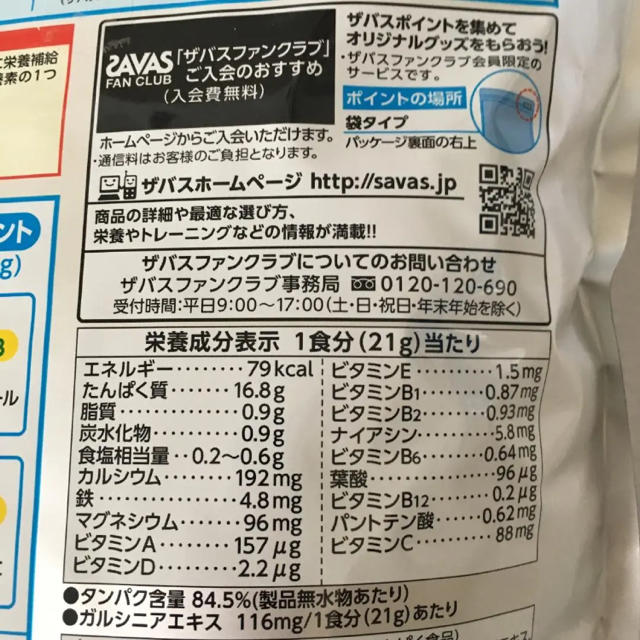 と栄養補給
養素の1つ
SAVAS
FAN CLUB
「ザバスファンクラブ」
ご入会のおすすめ
(入会費無料)
ザバスポイントを集めて
オリジナルグッズをもらおう!
・ザバスファンクラブ会員限定の
サービスです。
ポイントの場所
袋タイプ
パッケージ裏面の右上
ホームページからご入会いただけます。
・通信料はお客様のご負担となります。
ザバスホームページ http://savas.jp
商品の詳細や最適な選び方、
栄養やトレーニングなどの情報が満載!!
ザバスファンクラブについてのお問い合わせ
ザバスファンクラブ事務局 0120-120-690
受付時間:平日9:00〜17:00(土・日・祝日・年末年始を除く)
ント
g)
ール
栄養成分表示 1食分(21g)当たり
エネルギー········79kcal
たんぱく質·······16.8g
脂質··············0.9g
炭水化物··········0.9g
食塩相当量··0.2〜0.6g
カルシウム·······192mg
鉄···············4.8mg
マグネシウム······96mg
ビタミンA········157μg
ビタミンD········2.2μg
ビタミンE·········1.5mg
ビタミンB1·······0.87mg
ビタミンB2·······0.93mg
ナイアシン········5.8mg
ビタミンB6·······0.64mg
葉酸··············96μg
ビタミンB12·······0.2μg
パントテン酸·····0.62mg
ビタミンC·········88mg
●タンパク含量 84.5%(製品無水物あたり)
●ガルシニアエキス 116mg/1食分(21g)あたり